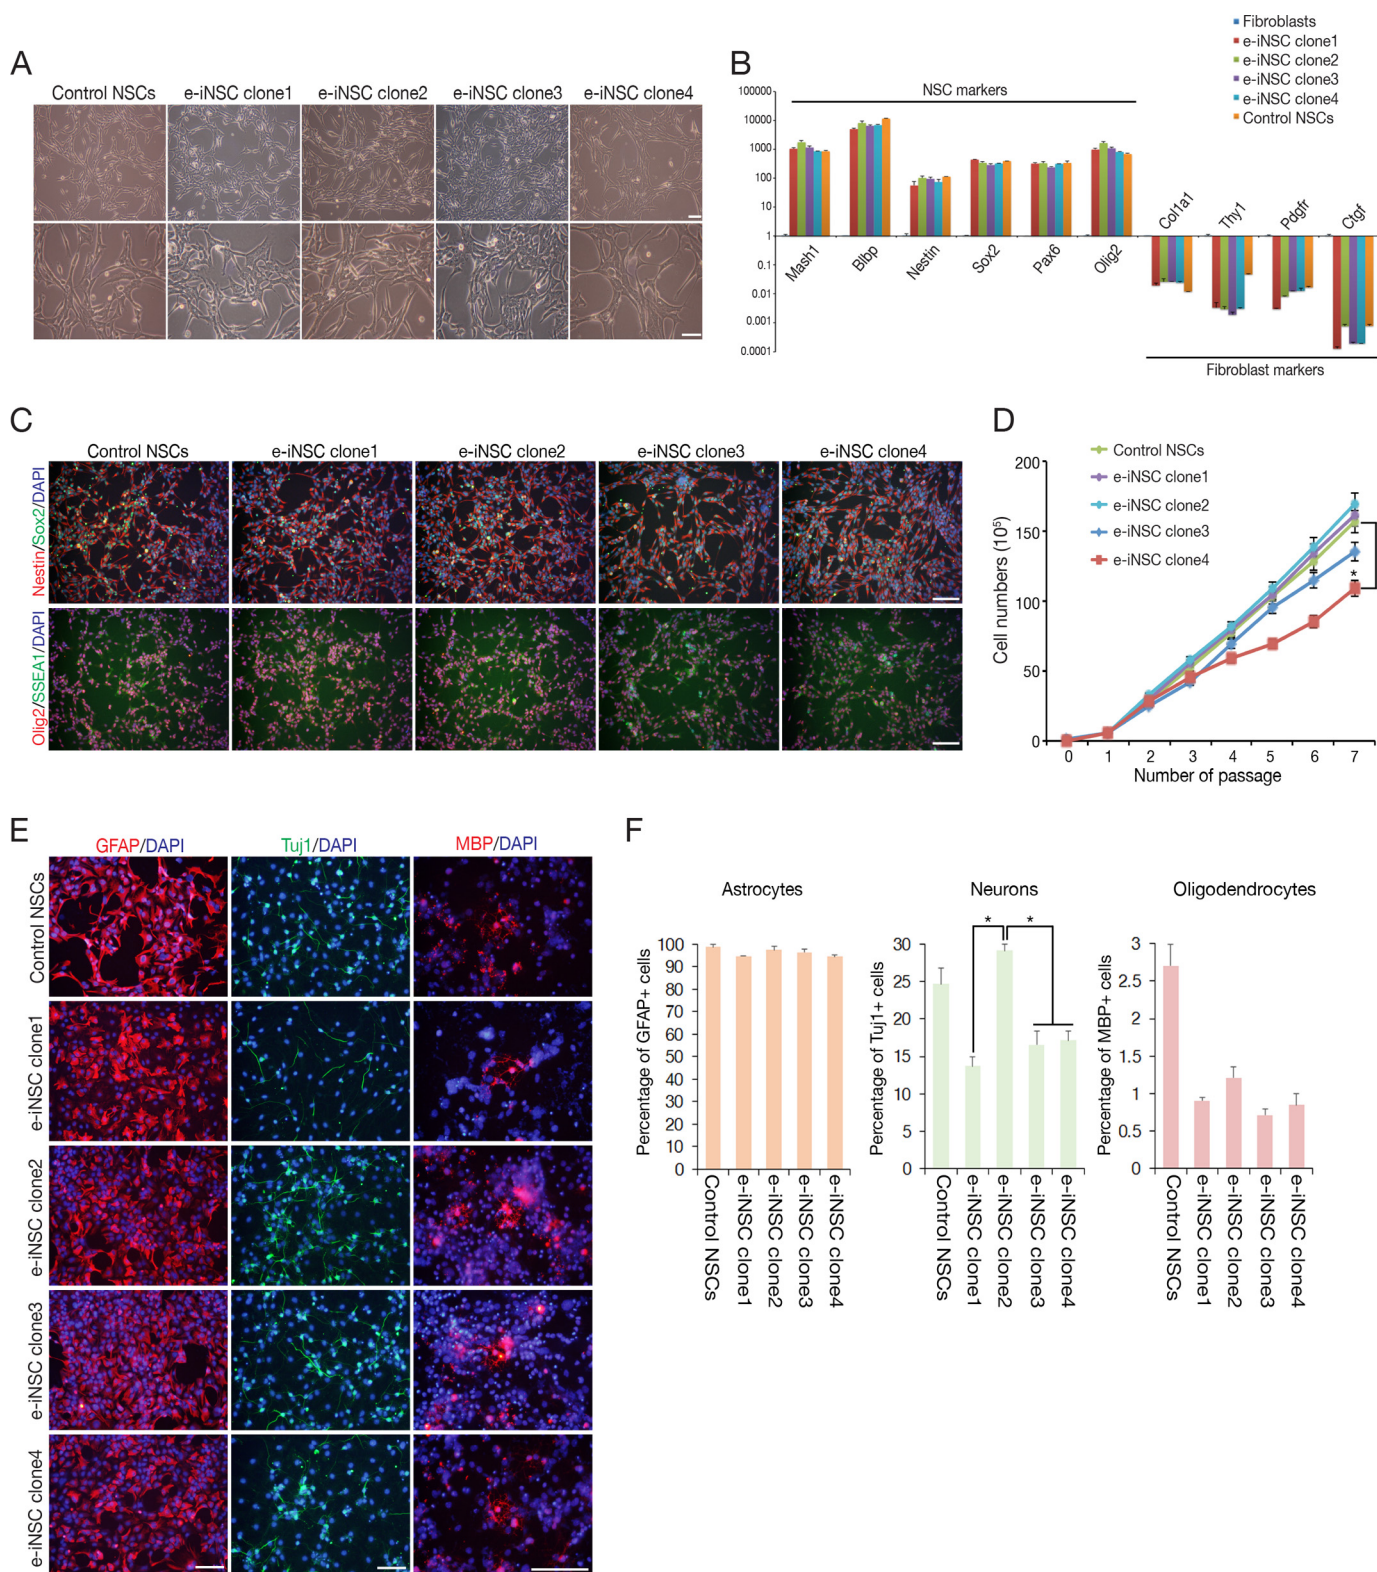 A
Control NSCs
e-iNSC clone1
e-iNSC clone2
e-iNSC clone3
e-iNSC clone4
B
Fibroblasts
e-iNSC clone1
e-iNSC clone2
e-iNSC clone3
e-iNSC clone4
Control NSCs
NSC markers
100000
10000
1000
100
10
1
0.1
0.01
0.001
0.0001
Mash1
Blbp
Nestin
Sox2
Pax6
Olig2
Col1a1
Thy1
Pdgfr
Ctgf
Fibroblast markers
C
Control NSCs
e-iNSC clone1
e-iNSC clone2
e-iNSC clone3
e-iNSC clone4
Nestin/Sox2/DAPI
Olig2/SSEA1/DAPI
D
Control NSCs
e-iNSC clone1
e-iNSC clone2
e-iNSC clone3
e-iNSC clone4
Cell numbers (10⁵)
200
150
100
50
0
*
0 1 2 3 4 5 6 7
Number of passage
E
GFAP/DAPI
Tuj1/DAPI
MBP/DAPI
Control NSCs
e-iNSC clone1
e-iNSC clone2
e-iNSC clone3
e-iNSC clone4
F
Astrocytes
Percentage of GFAP+ cells
100
90
80
70
60
50
40
30
20
10
0
Control NSCs
e-iNSC clone1
e-iNSC clone2
e-iNSC clone3
e-iNSC clone4
Neurons
Percentage of Tuj1+ cells
* *
30
25
20
15
10
5
0
Control NSCs
e-iNSC clone1
e-iNSC clone2
e-iNSC clone3
e-iNSC clone4
Oligodendrocytes
Percentage of MBP+ cells
3
2.5
2
1.5
1
0.5
0
Control NSCs
e-iNSC clone1
e-iNSC clone2
e-iNSC clone3
e-iNSC clone4